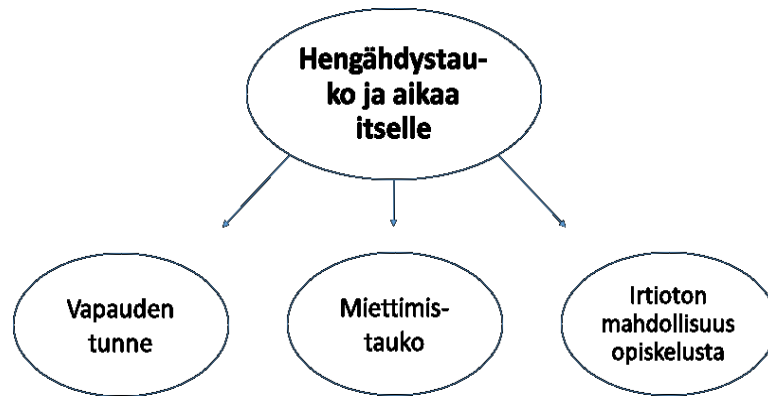 Hengähdystau-
ko ja aikaa
itselle
Vapauden
tunne
Miettimis-
tauko
Irtioton
mahdollisuus
opiskelusta